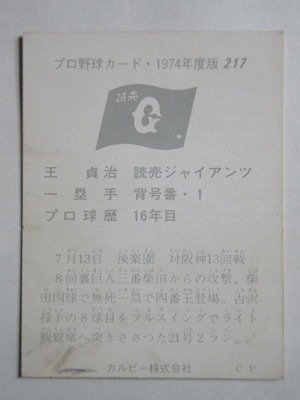 プロ野球カード・1974年度版 217
読売
G
王 貞治 読売ジャイアンツ
一塁手 背号番・1
プロ球歴 16年目
7月13日 後楽園 対阪神13回戦
8回裏巨人三番柴田からの攻撃、柴
田四球で無死一塁で四番王登場。古沢
投手の8球目をフルスイングでライト
観覧席へ突きささった21号2ラン
カルビー株式会社 CP